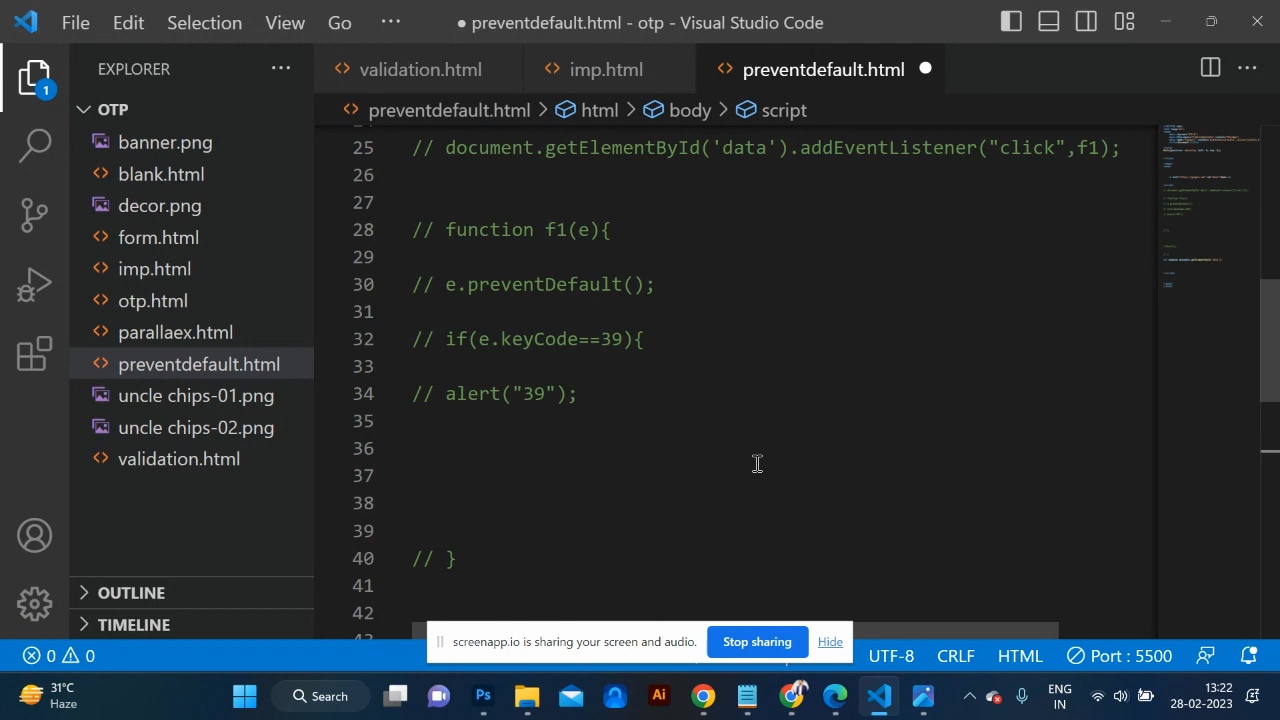 File Edit Selection View Go ··· ● preventdefault.html - otp - Visual Studio Code
EXPLORER ···
validation.html imp.html preventdefault.html ●
OTP
preventdefault.html > html > body > script
banner.png
blank.html
decor.png
form.html
imp.html
otp.html
parallaex.html
preventdefault.html
uncle chips-01.png
uncle chips-02.png
validation.html
OUTLINE
TIMELINE
1
25 // document.getElementById('data').addEventListener("click",f1);
26
27
28 // function f1(e){
29
30 // e.preventDefault();
31
32 // if(e.keyCode==39){
33
34 // alert("39");
35
36
37
38
39
40 // }
41
42
screenapp.io is sharing your screen and audio. Stop sharing Hide
0 0 UTF-8 CRLF HTML Port : 5500
31°C
Haze
Search
ENG
IN
13:22
28-02-2023